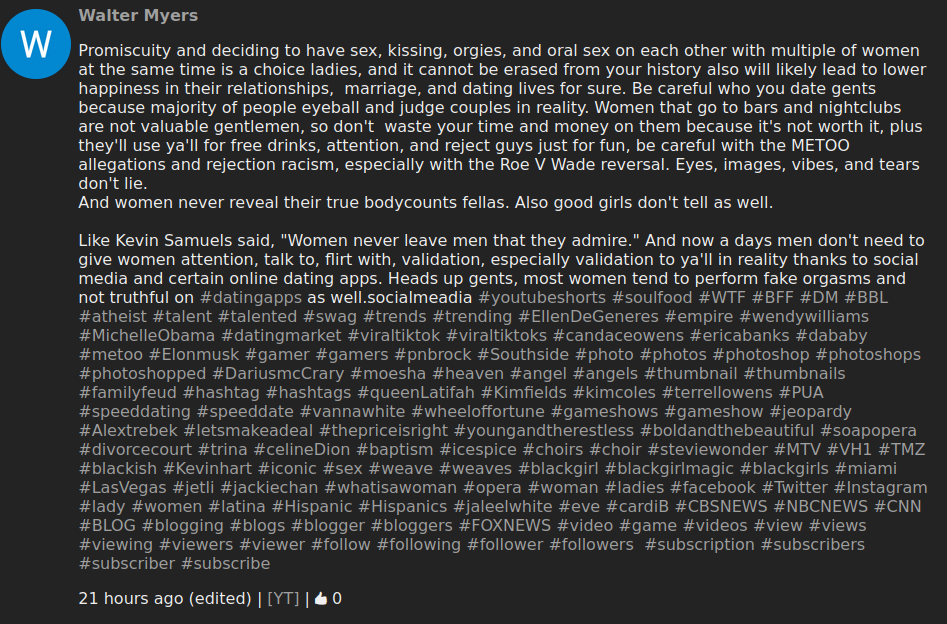 W
Walter Myers
Promiscuity and deciding to have sex, kissing, orgies, and oral sex on each other with multiple of women
at the same time is a choice ladies, and it cannot be erased from your history also will likely lead to lower
happiness in their relationships,  marriage, and dating lives for sure. Be careful who you date gents
because majority of people eyeball and judge couples in reality. Women that go to bars and nightclubs
are not valuable gentlemen, so don't  waste your time and money on them because it's not worth it, plus
they'll use ya'll for free drinks, attention, and reject guys just for fun, be careful with the METOO
allegations and rejection racism, especially with the Roe V Wade reversal. Eyes, images, vibes, and tears
don't lie.
And women never reveal their true bodycounts fellas. Also good girls don't tell as well.
Like Kevin Samuels said, "Women never leave men that they admire." And now a days men don't need to
give women attention, talk to, flirt with, validation, especially validation to ya'll in reality thanks to social
media and certain online dating apps. Heads up gents, most women tend to perform fake orgasms and
not truthful on #datingapps as well.socialmeadia #youtubeshorts #soulfood #WTF #BFF #DM #BBL
#atheist #talent #talented #swag #trends #trending #EllenDeGeneres #empire #wendywilliams
#MichelleObama #datingmarket #viraltiktok #viraltiktoks #candaceowens #ericabanks #dababy
#metoo #Elonmusk #gamer #gamers #pnbrock #Southside #photo #photos #photoshop #photoshops
#photoshopped #DariusmcCrary #moesha #heaven #angel #angels #thumbnail #thumbnails
#familyfeud #hashtag #hashtags #queenLatifah #Kimfields #kimcoles #terrellowens #PUA
#speeddating #speeddate #vannawhite #wheeloffortune #gameshows #gameshow #jeopardy
#Alextrebek #letsmakeadeal #thepriceisright #youngandtherestless #boldandthebeautiful #soapopera
#divorcecourt #trina #celineDion #baptism #icespice #choirs #choir #steviewonder #MTV #VH1 #TMZ
#blackish #Kevinhart #iconic #sex #weave #weaves #blackgirl #blackgirlmagic #blackgirls #miami
#LasVegas #jetli #jackiechan #whatisawoman #opera #woman #ladies #facebook #Twitter #Instagram
#lady #women #latina #Hispanic #Hispanics #jaleelwhite #eve #cardiB #CBSNEWS #NBCNEWS #CNN
#BLOG #blogging #blogs #blogger #bloggers #FOXNEWS #video #game #videos #view #views
#viewing #viewers #viewer #follow #following #follower #followers  #subscription #subscribers
#subscriber #subscribe
21 hours ago (edited) | [YT] | 👍 0